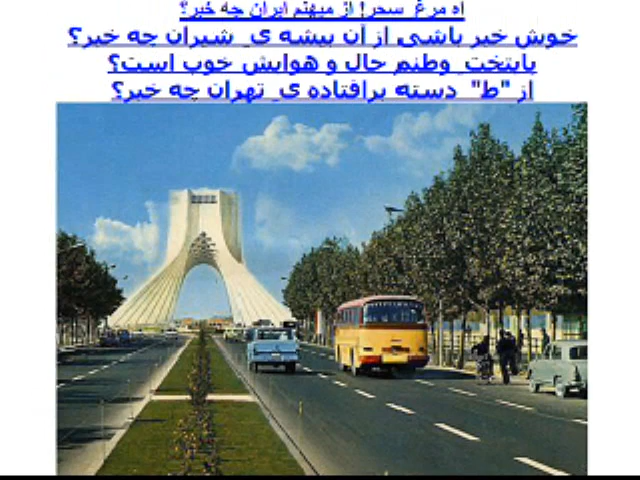 آه مرغ سحر! از میهنم ایران چه خبر؟
خوش خبر باشی از آن بیشه ی شیران چه خبر؟
پایتخت وطنم حال و هوایش خوب است؟
از "ط" دسته برافتاده ی تهران چه خبر؟